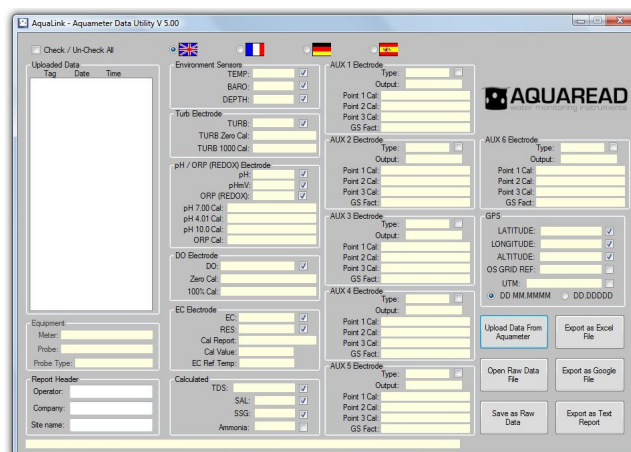 AquaLink - Aquameter Data Utility V 5.00
Check / Un-Check All
Uploaded Data
Tag Date Time
Equipment
Meter:
Probe:
Probe Type:
Report Header
Operator:
Company:
Site name:
Environment Sensors
TEMP:
BARO:
DEPTH:
Turb Electrode
TURB:
TURB Zero Cal:
TURB 1000 Cal:
pH / ORP (REDOX) Electrode
pH:
pHmV:
ORP (REDOX):
pH 7.00 Cal:
pH 4.01 Cal:
pH 10.0 Cal:
ORP Cal:
DO Electrode
DO:
Zero Cal:
100% Cal:
EC Electrode
EC:
RES:
Cal Report:
Cal Value:
EC Ref Temp:
Calculated
TDS:
SAL:
SSG:
Ammonia:
AUX 1 Electrode
Type:
Output:
Point 1 Cal:
Point 2 Cal:
Point 3 Cal:
GS Fact:
AUX 2 Electrode
Type:
Output:
Point 1 Cal:
Point 2 Cal:
Point 3 Cal:
GS Fact:
AUX 3 Electrode
Type:
Output:
Point 1 Cal:
Point 2 Cal:
Point 3 Cal:
GS Fact:
AUX 4 Electrode
Type:
Output:
Point 1 Cal:
Point 2 Cal:
Point 3 Cal:
GS Fact:
AUX 5 Electrode
Type:
Output:
Point 1 Cal:
Point 2 Cal:
Point 3 Cal:
GS Fact:
AQUAREAD
water monitoring instruments
AUX 6 Electrode
Type:
Output:
Point 1 Cal:
Point 2 Cal:
Point 3 Cal:
GS Fact:
GPS
LATITUDE:
LONGITUDE:
ALTITUDE:
OS GRID REF:
UTM:
DD MM.MMMM DD.DDDDD
Upload Data From
Aquameter
Export as Excel
File
Open Raw Data
File
Export as Google
File
Save as Raw
Data
Export as Text
Report